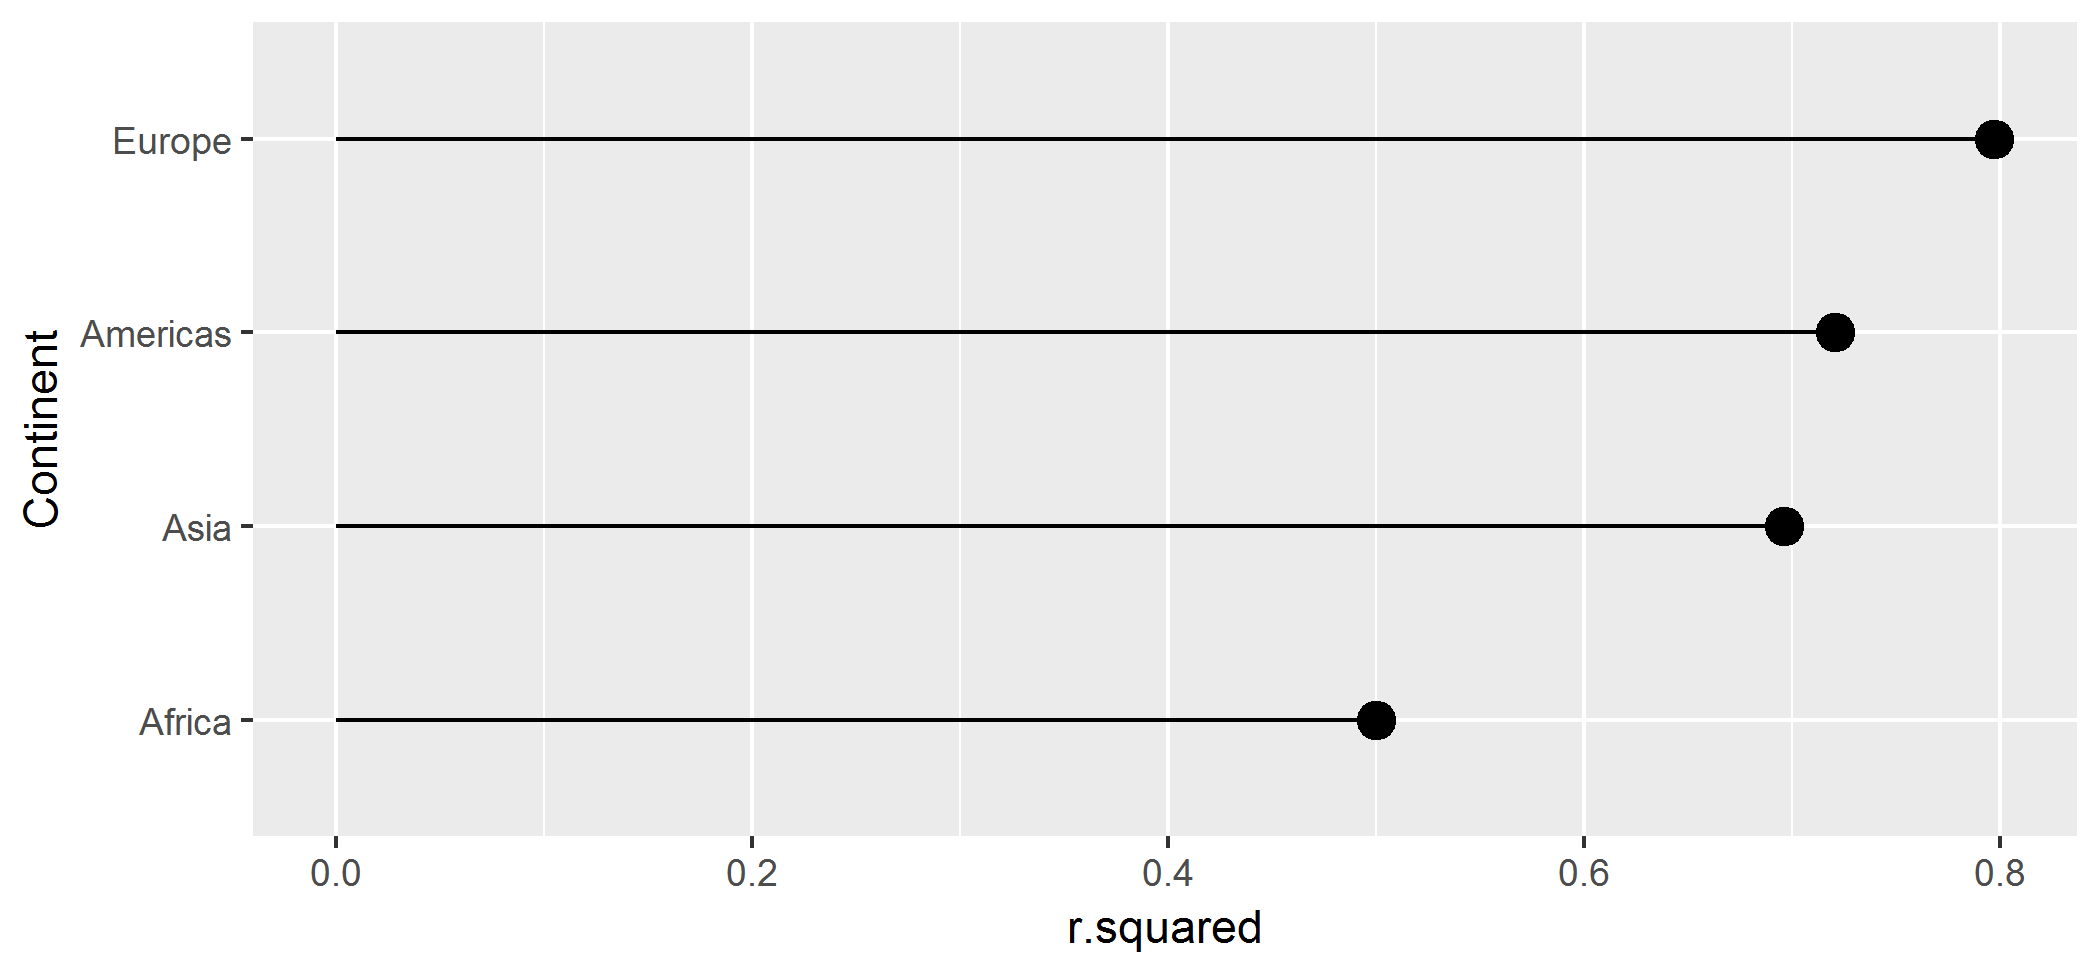 Continent
Europe
Americas
Asia
Africa
0.0 0.2 0.4 0.6 0.8
r.squared